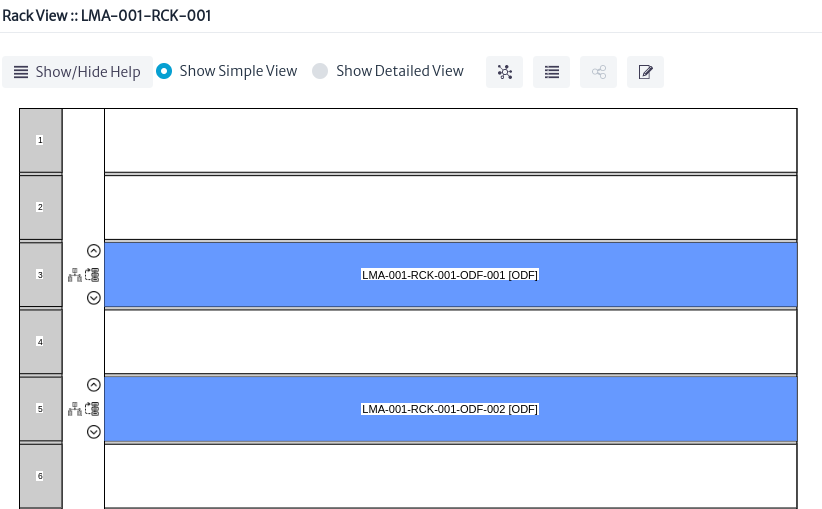 Rack View :: LMA-001-RCK-001
Show/Hide Help
Show Simple View
Show Detailed View
1
2
3
LMA-001-RCK-001-ODF-001 [ODF]
4
5
LMA-001-RCK-001-ODF-002 [ODF]
6